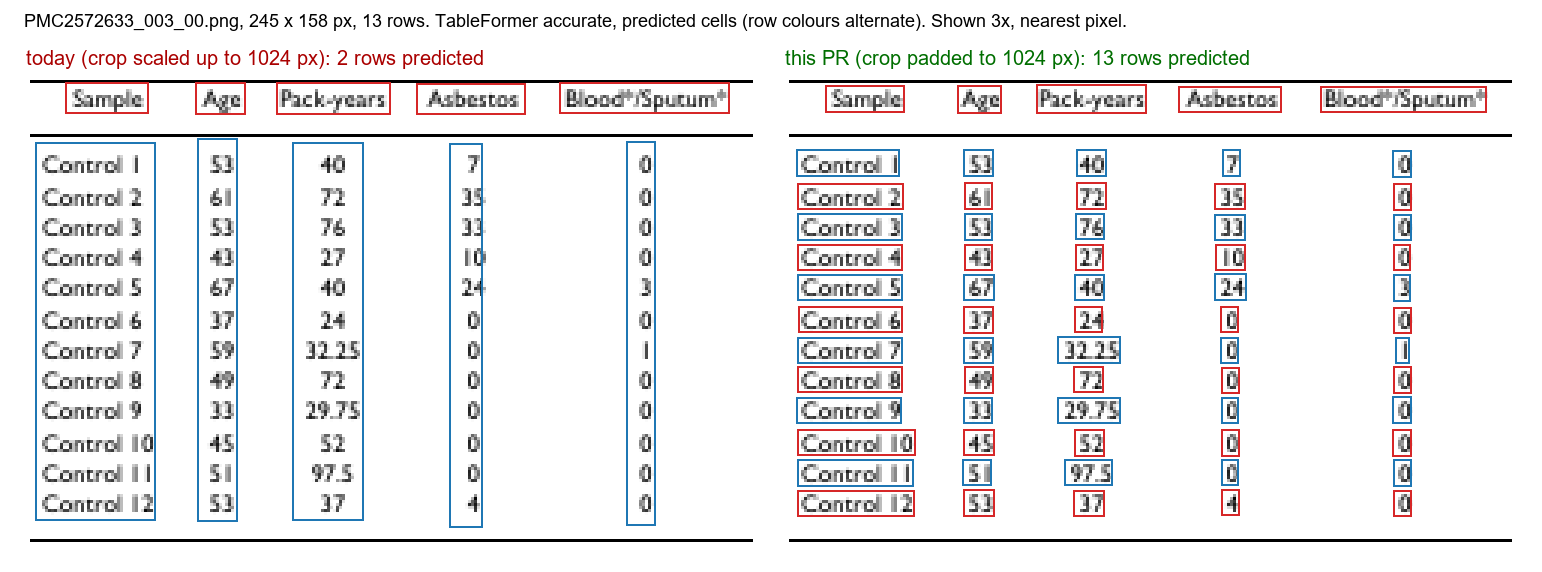 PMC2572633_003_00.png, 245 x 158 px, 13 rows. TableFormer accurate, predicted cells (row colours alternate). Shown 3x, nearest pixel.
today (crop scaled up to 1024 px): 2 rows predicted
Sample Age Pack-years Asbestos Blood*/Sputum*
Control 1 53 40 7 0
Control 2 61 72 35 0
Control 3 53 76 33 0
Control 4 43 27 10 0
Control 5 67 40 24 3
Control 6 37 24 0 0
Control 7 59 32.25 0 1
Control 8 49 72 0 0
Control 9 33 29.75 0 0
Control 10 45 52 0 0
Control 11 51 97.5 0 0
Control 12 53 37 4 0
this PR (crop padded to 1024 px): 13 rows predicted
Sample Age Pack-years Asbestos Blood*/Sputum*
Control 1 53 40 7 0
Control 2 61 72 35 0
Control 3 53 76 33 0
Control 4 43 27 10 0
Control 5 67 40 24 3
Control 6 37 24 0 0
Control 7 59 32.25 0 1
Control 8 49 72 0 0
Control 9 33 29.75 0 0
Control 10 45 52 0 0
Control 11 51 97.5 0 0
Control 12 53 37 4 0